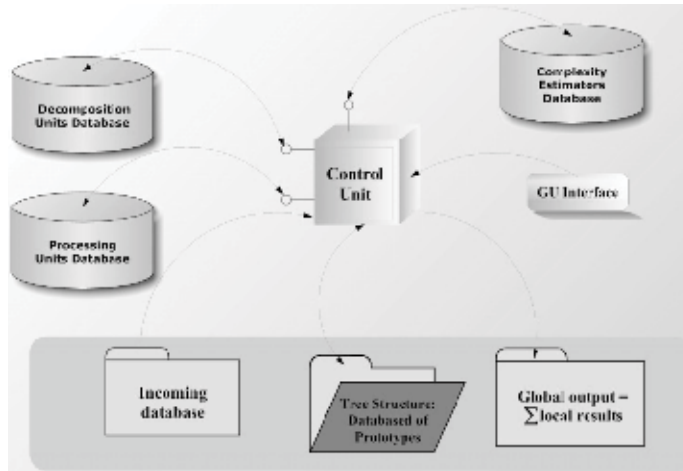 Complexity
Estimators
Database
Decomposition
Units Database
Control
Unit
GU Interface
Processing
Units Database
Incoming
database
Tree Structure:
Databased of
Prototypes
Global output =
∑local results